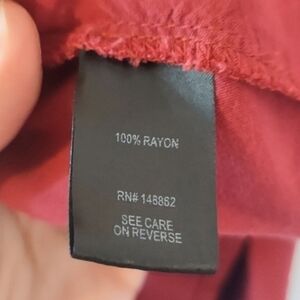 100% RAYON
RN# 148862
SEE CARE
ON REVERSE